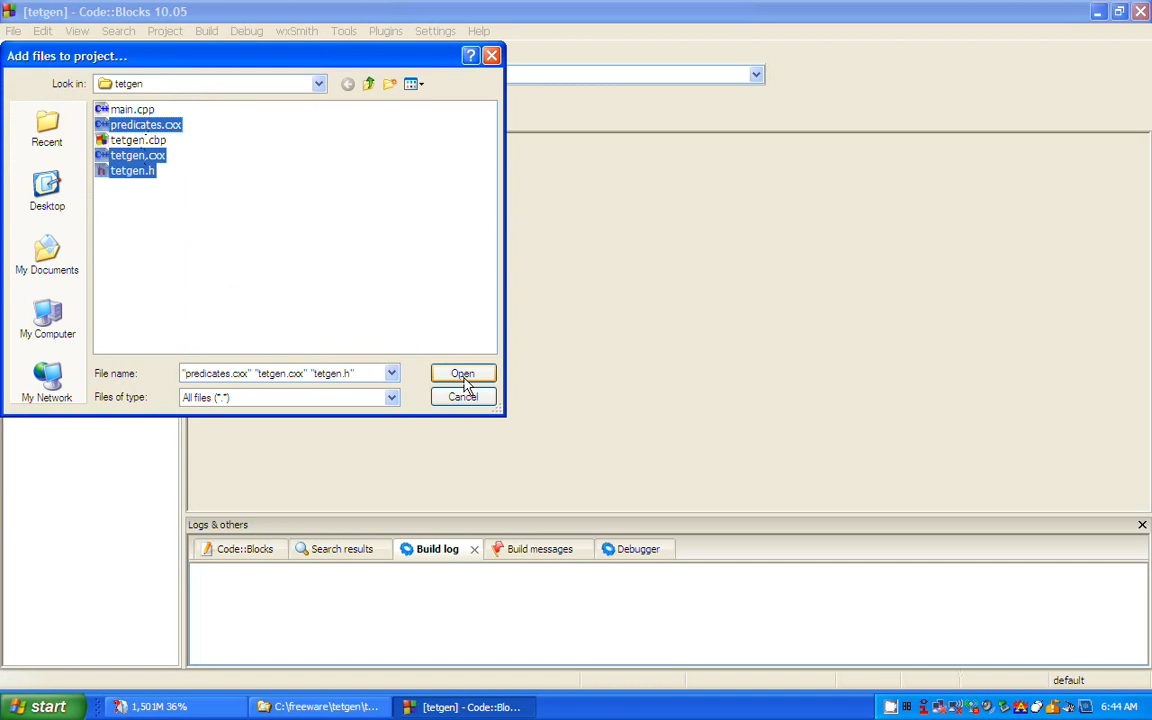 [tetgen] - Code::Blocks 10.05
File Edit View Search Project Build Debug wxSmith Tools Plugins Settings Help
Add files to project...
Look in: tetgen
main.cpp
predicates.cxx
tetgen.cbp
tetgen.cxx
tetgen.h
Recent
Desktop
My Documents
My Computer
My Network
File name: "predicates.cxx" "tetgen.cxx" "tetgen.h"
Open
Files of type: All files (*.*)
Cancel
Logs & others
Code::Blocks Search results Build log Build messages Debugger
default
start 1,501M 36% C:\freeware\tetgen\t... [tetgen] - Code::Blo... 6:44 AM